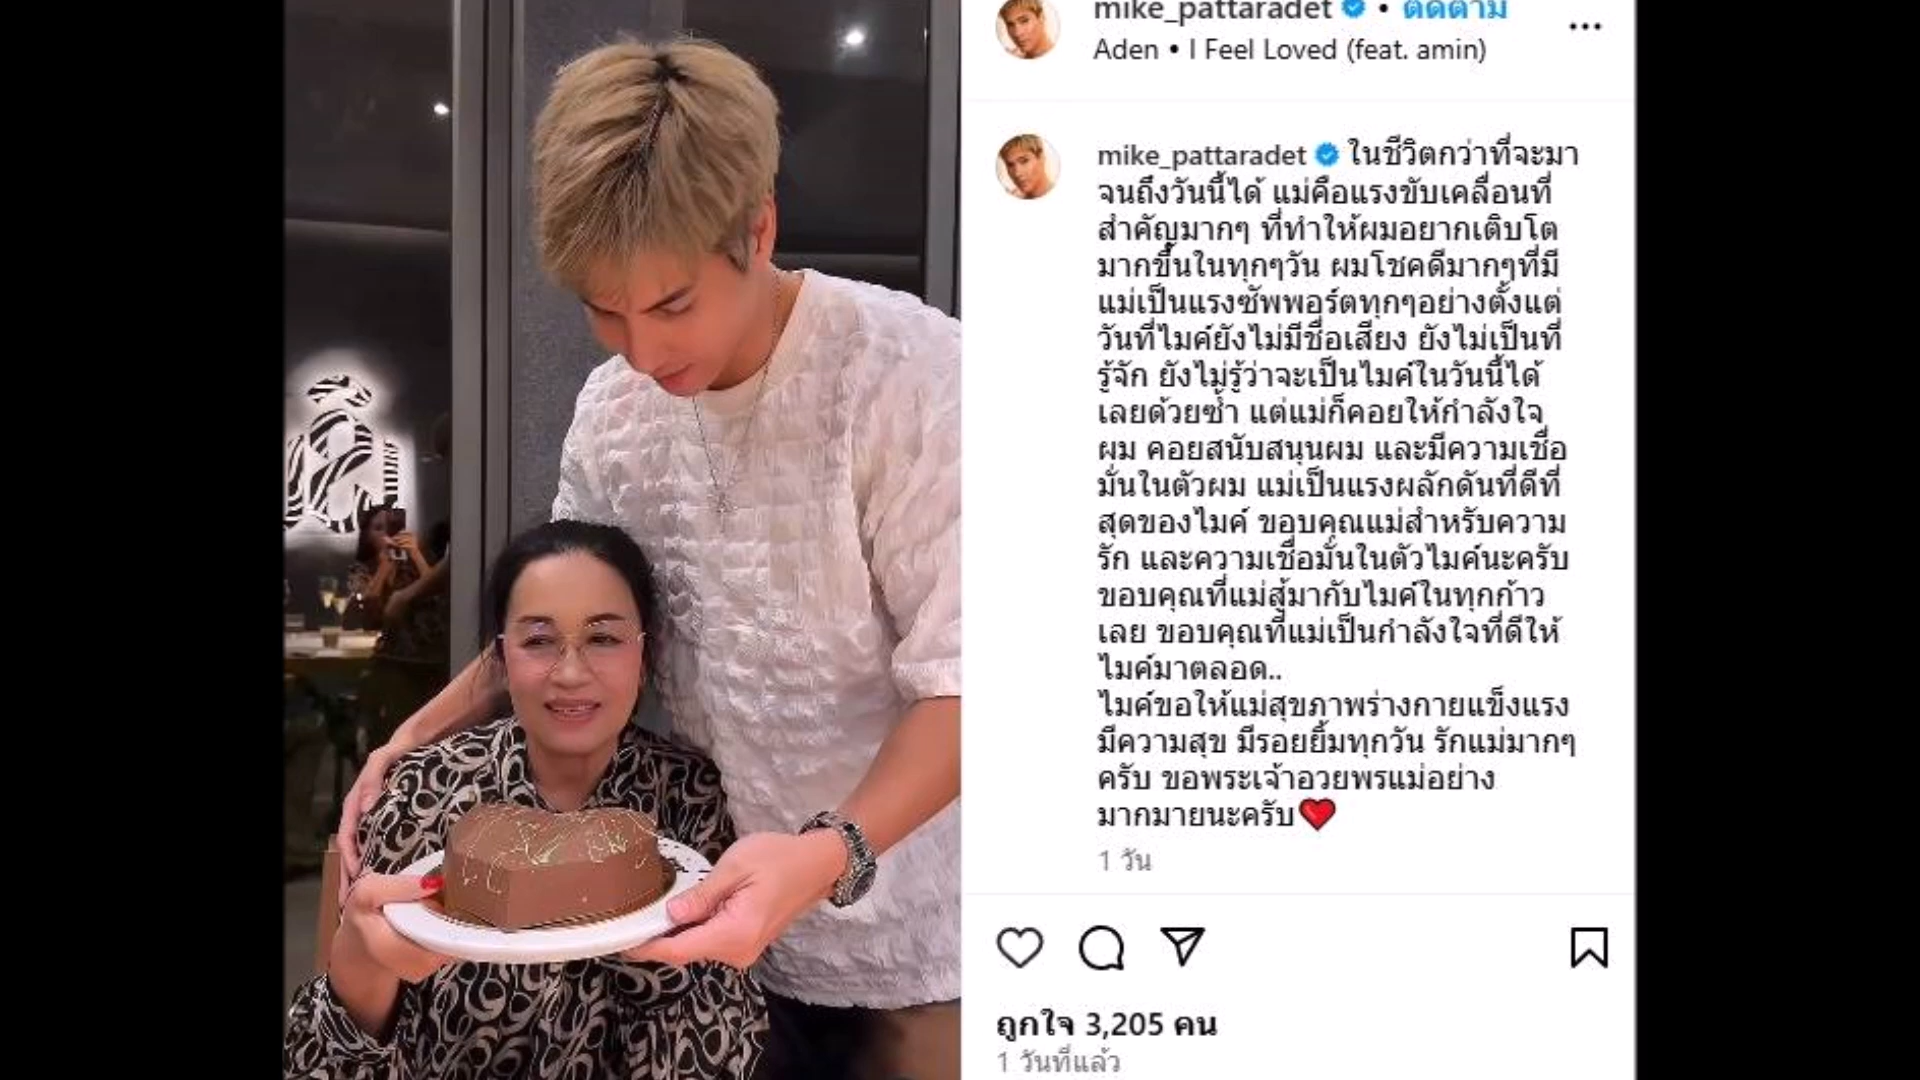 mike_pattaradet • ติดตาม
Aden • I Feel Loved (feat. amin)
mike_pattaradet ในชีวิตกว่าที่จะมา
จนถึงวันนี้ได้ แม่คือแรงขับเคลื่อนที่
สำคัญมากๆ ที่ทำให้ผมอยากเติบโต
มากขึ้นในทุกๆวัน ผมโชคดีมากๆที่มี
แม่เป็นแรงซัพพอร์ตทุกๆอย่างตั้งแต่
วันที่ไมค์ยังไม่มีชื่อเสียง ยังไม่เป็นที่
รู้จัก ยังไม่รู้ว่าจะเป็นไมค์ในวันนี้ได้
เลยด้วยซ้ำ แต่แม่ก็คอยให้กำลังใจ
ผม คอยสนับสนุนผม และมีความเชื่อ
มั่นในตัวผม แม่เป็นแรงผลักดันที่ดีที่
สุดของไมค์ ขอบคุณแม่สำหรับความ
รัก และความเชื่อมั่นในตัวไมค์นะครับ
ขอบคุณที่แม่สู้มากับไมค์ในทุกก้าว
เลย ขอบคุณที่แม่เป็นกำลังใจที่ดีให้
ไมค์มาตลอด..
ไมค์ขอให้แม่สุขภาพร่างกายแข็งแรง
มีความสุข มีรอยยิ้มทุกวัน รักแม่มากๆ
ครับ ขอพระเจ้าอวยพรแม่อย่าง
มากมายนะครับ❤️
1 วัน
ถูกใจ 3,205 คน
1 วันที่แล้ว